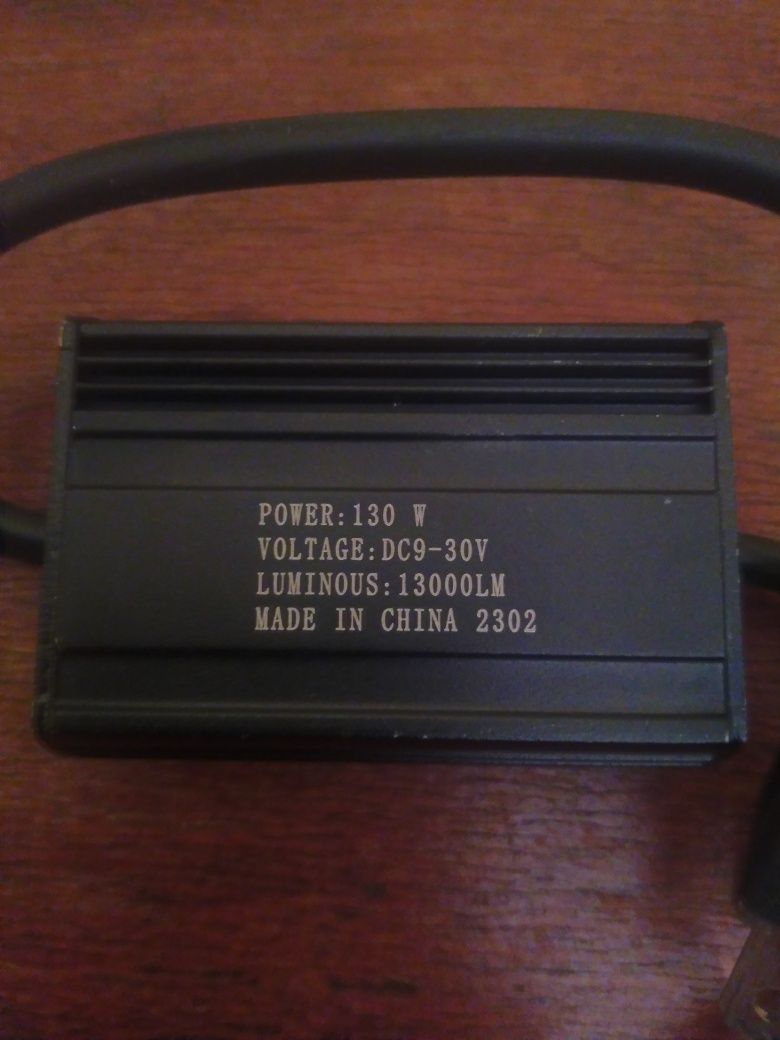 POWER:130 W
VOLTAGE:DC9-30V
LUMINOUS:13000LM
MADE IN CHINA 2302